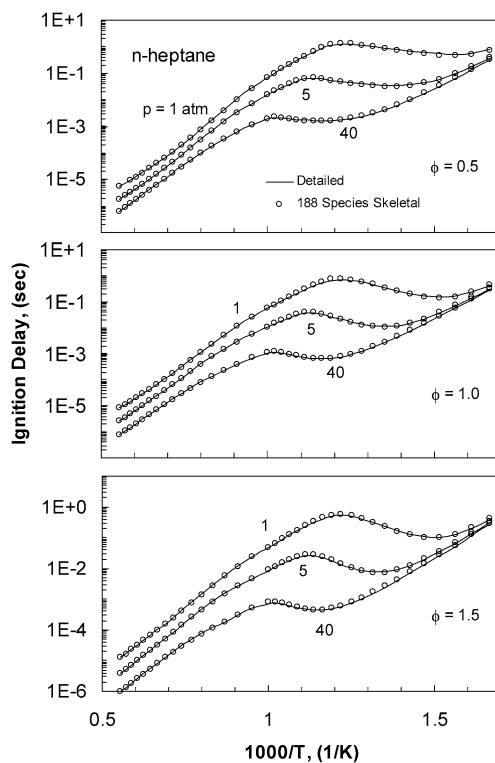 1E+1
n-heptane
1E-1
p = 1 atm
5
1E-3
40
ϕ = 0.5
Detailed
1E-5
188 Species Skeletal
1E+1
1
1E-1
5
1E-3
40
ϕ = 1.0
1E-5
Ignition Delay, (sec)
1E+0
1
1E-2
5
1E-4
40
ϕ = 1.5
1E-6
0.5
1
1.5
1000/T, (1/K)